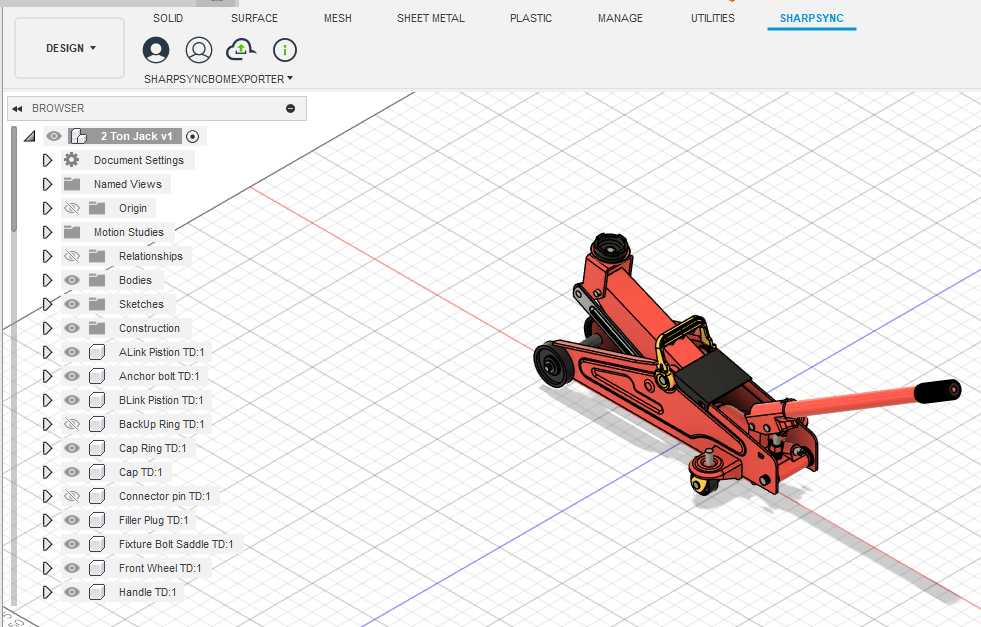 SOLID SURFACE MESH SHEET METAL PLASTIC MANAGE UTILITIES SHARPSYNC
DESIGN
SHARPSYNCBOMEXPORTER
BROWSER
2 Ton Jack v1
Document Settings
Named Views
Origin
Motion Studies
Relationships
Bodies
Sketches
Construction
ALink Pistion TD:1
Anchor bolt TD:1
BLink Pistion TD:1
BackUp Ring TD:1
Cap Ring TD:1
Cap TD:1
Connector pin TD:1
Filler Plug TD:1
Fixture Bolt Saddle TD:1
Front Wheel TD:1
Handle TD:1